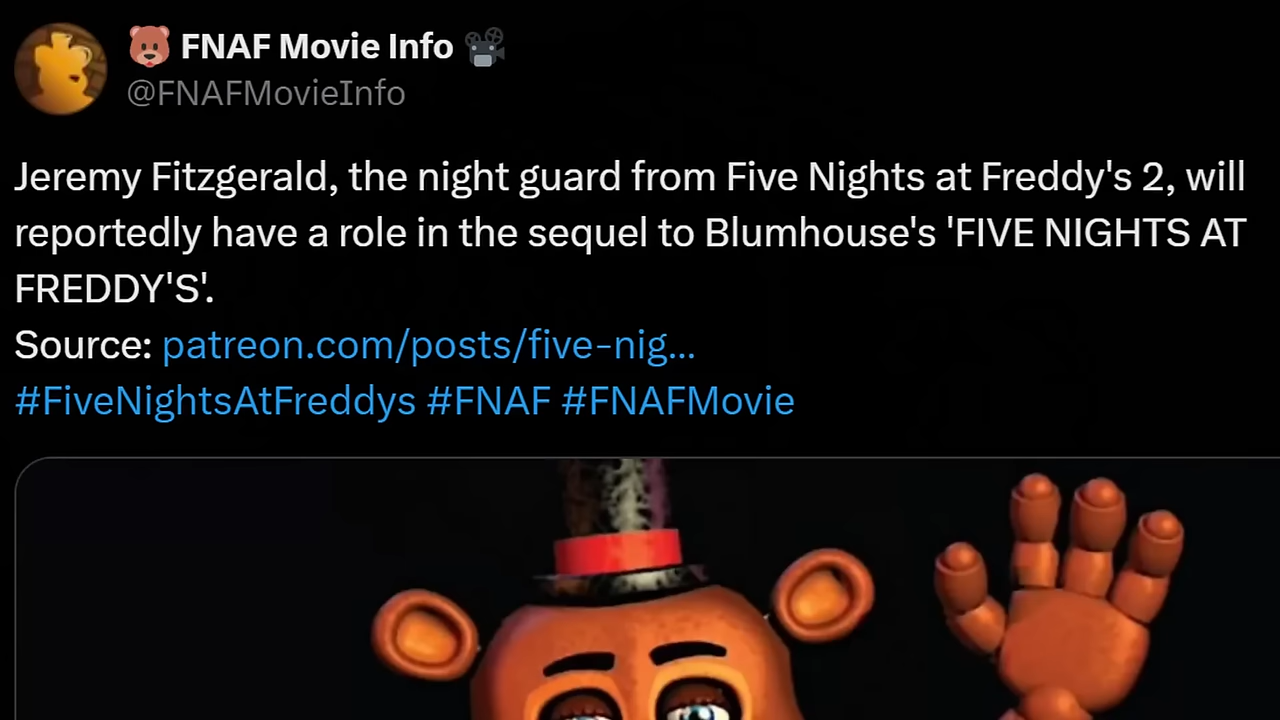 🐻 FNAF Movie Info 🎥
@FNAFMovieInfo
Jeremy Fitzgerald, the night guard from Five Nights at Freddy's 2, will
reportedly have a role in the sequel to Blumhouse's 'FIVE NIGHTS AT
FREDDY'S'.
Source: patreon.com/posts/five-nig...
#FiveNightsAtFreddys #FNAF #FNAFMovie